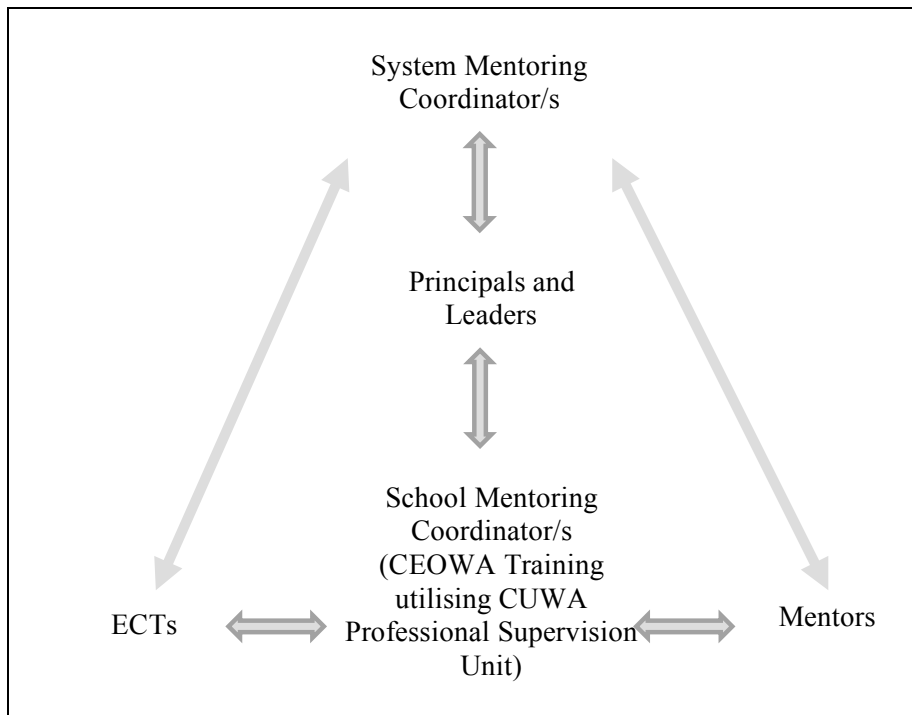 System Mentoring
Coordinator/s
Principals and
Leaders
School Mentoring
Coordinator/s
(CEOWA Training
utilising CUWA
Professional Supervision
Unit)
ECTs
Mentors